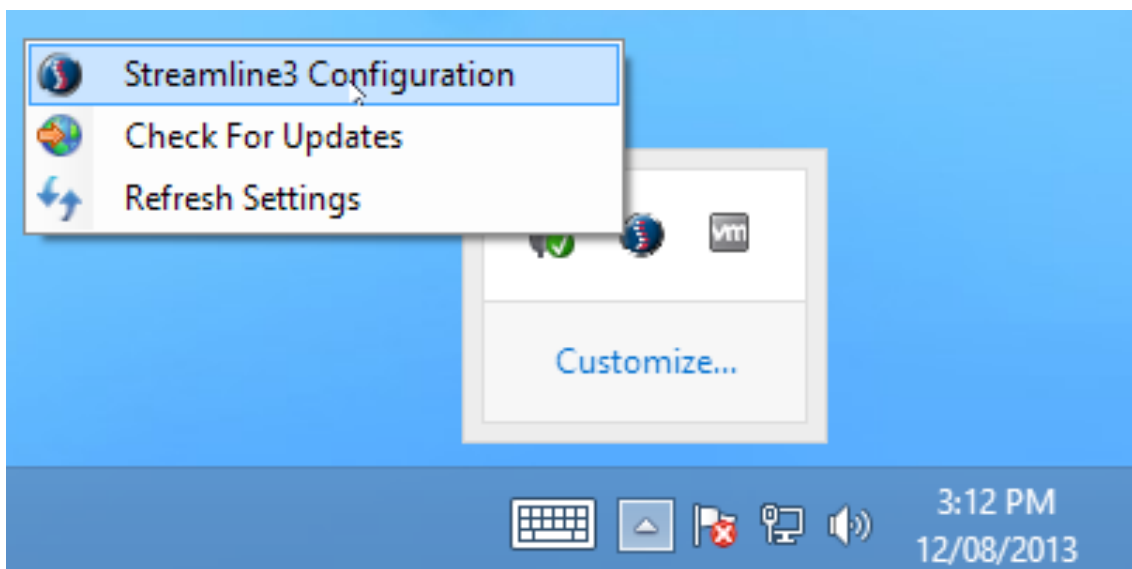 Streamline3 Configuration
Check For Updates
Refresh Settings
vm
Customize...
3:12 PM
12/08/2013